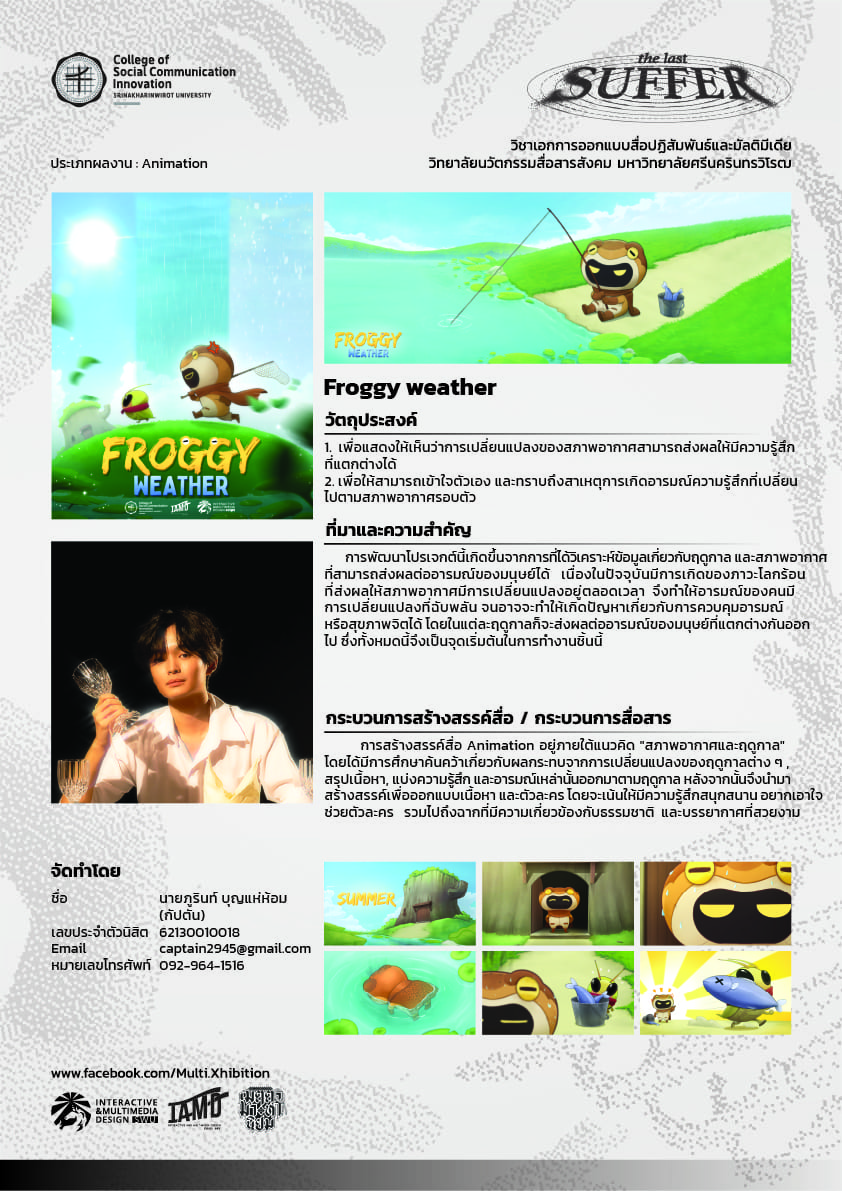 College of
Social Communication
Innovation
SRINAKHARINWIROT UNIVERSITY
the last
SUFFER
วิชาเอกการออกแบบสื่อปฏิสัมพันธ์และมัลติมีเดีย
วิทยาลัยนวัตกรรมสื่อสารสังคม มหาวิทยาลัยศรีนครินทรวิโรฒ
ประเภทผลงาน : Animation
FROGGY
WEATHER
College of
Social Communication
Innovation
IAMD
INTERACTIVE
&MULTIMEDIA
DESIGN SWU
FROGGY
WEATHER
Froggy weather
วัตถุประสงค์
1. เพื่อแสดงให้เห็นว่าการเปลี่ยนแปลงของสภาพอากาศสามารถส่งผลให้มีความรู้สึก
ที่แตกต่างได้
2. เพื่อให้สามารถเข้าใจตัวเอง และทราบถึงสาเหตุการเกิดอารมณ์ความรู้สึกที่เปลี่ยน
ไปตามสภาพอากาศรอบตัว
ที่มาและความสำคัญ
การพัฒนาโปรเจกต์นี้เกิดขึ้นจากการที่ได้วิเคราะห์ข้อมูลเกี่ยวกับฤดูกาล และสภาพอากาศ
ที่สามารถส่งผลต่ออารมณ์ของมนุษย์ได้ เนื่องในปัจจุบันมีการเกิดของภาวะโลกร้อน
ที่ส่งผลให้สภาพอากาศมีการเปลี่ยนแปลงอยู่ตลอดเวลา จึงทำให้อารมณ์ของคนมี
การเปลี่ยนแปลงที่ฉับพลัน จนอาจจะทำให้เกิดปัญหาเกี่ยวกับการควบคุมอารมณ์
หรือสุขภาพจิตได้ โดยในแต่ละฤดูกาลก็จะส่งผลต่ออารมณ์ของมนุษย์ที่แตกต่างกันออก
ไป ซึ่งทั้งหมดนี้จึงเป็นจุดเริ่มต้นในการทำงานชิ้นนี้
กระบวนการสร้างสรรค์สื่อ / กระบวนการสื่อสาร
การสร้างสรรค์สื่อ Animation อยู่ภายใต้แนวคิด "สภาพอากาศและฤดูกาล"
โดยได้มีการศึกษาค้นคว้าเกี่ยวกับผลกระทบจากการเปลี่ยนแปลงของฤดูกาลต่าง ๆ ,
สรุปเนื้อหา, แบ่งความรู้สึก และอารมณ์เหล่านั้นออกมาตามฤดูกาล หลังจากนั้นจึงนำมา
สร้างสรรค์เพื่อออกแบบเนื้อหา และตัวละคร โดยจะเน้นให้มีความรู้สึกสนุกสนาน อยากเอาใจ
ช่วยตัวละคร รวมไปถึงฉากที่มีความเกี่ยวข้องกับธรรมชาติ และบรรยากาศที่สวยงาม
จัดทำโดย
ชื่อ นายภูรินท์ บุญแห่ห้อม
(กัปตัน)
เลขประจำตัวนิสิต 62130010018
Email captain2945@gmail.com
หมายเลขโทรศัพท์ 092-964-1516
SUMMER
www.facebook.com/Multi.Xhibition
INTERACTIVE
&MULTIMEDIA
DESIGN SWU
IAMD